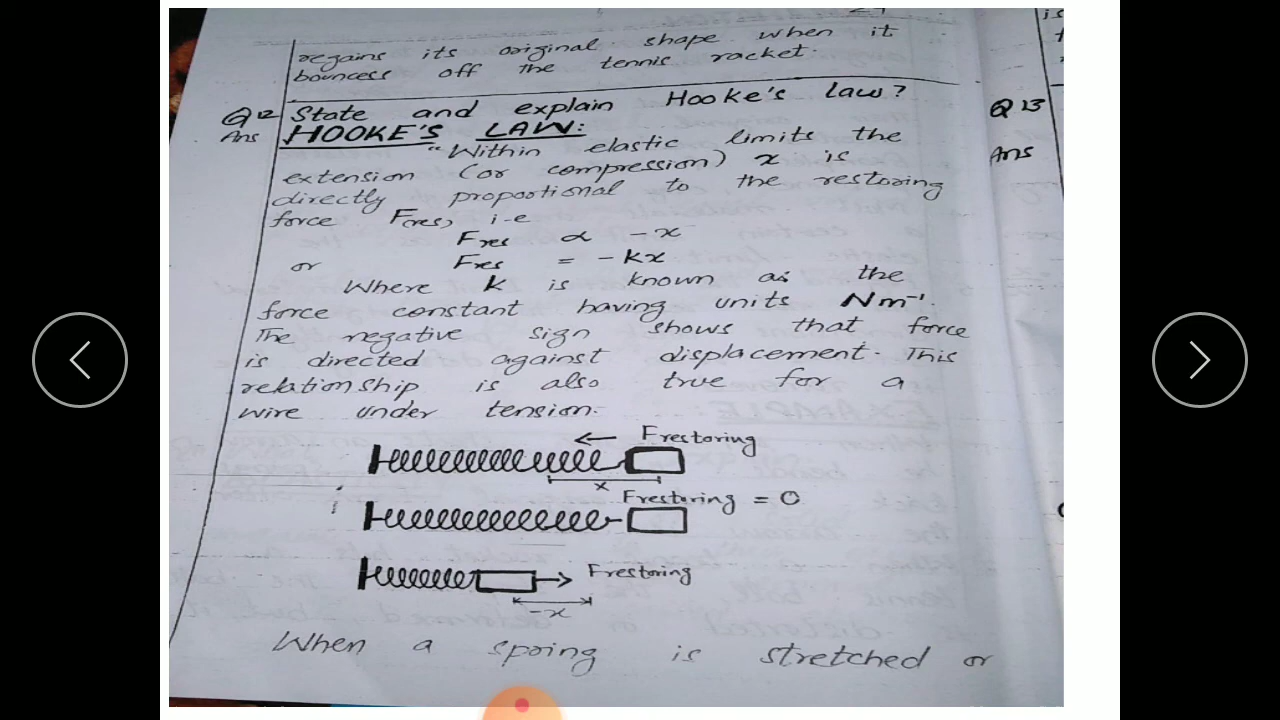 regains its original shape when it
bouncess off the tennis racket.
Q12 State and explain Hooke's law?
Ans HOOKE'S LAW:
"Within elastic limits the
extension (or compression) x is
directly proportional to the restoring
force F(res), i-e
Fres ∝ -x
or Fres = -kx
Where k is known as the
force constant having units Nm⁻¹.
The negative sign shows that force
is directed against displacement. This
relationship is also true for a
wire under tension.
← Frestoring
x
Frestoring = 0
→ Frestoring
-x
When a spring is stretched or
Q13
Ans